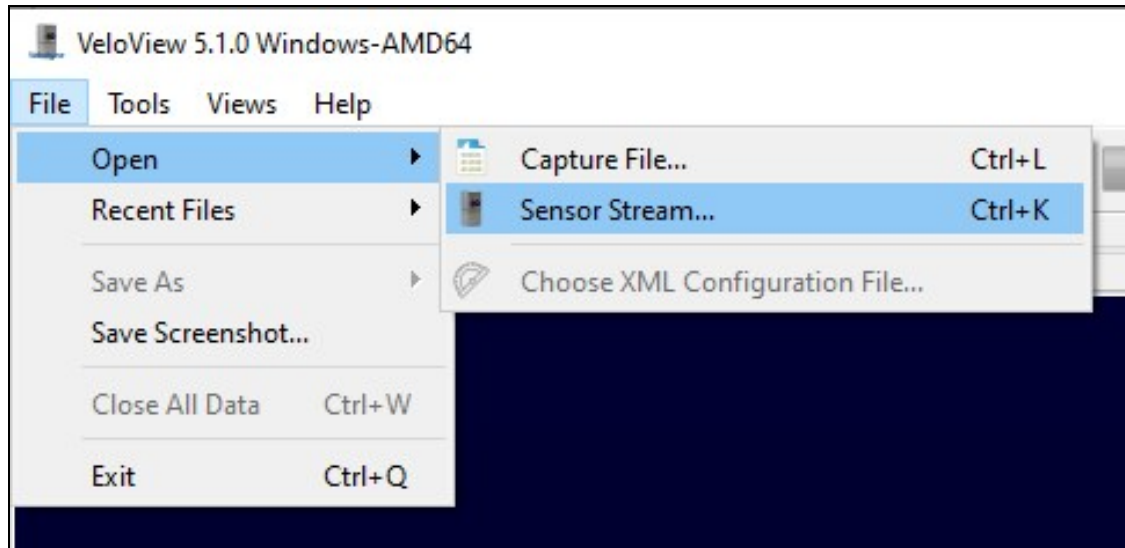 VeloView 5.1.0 Windows-AMD64
File Tools Views Help
Open
Recent Files
Save As
Save Screenshot...
Close All Data Ctrl+W
Exit Ctrl+Q
Capture File... Ctrl+L
Sensor Stream... Ctrl+K
Choose XML Configuration File...